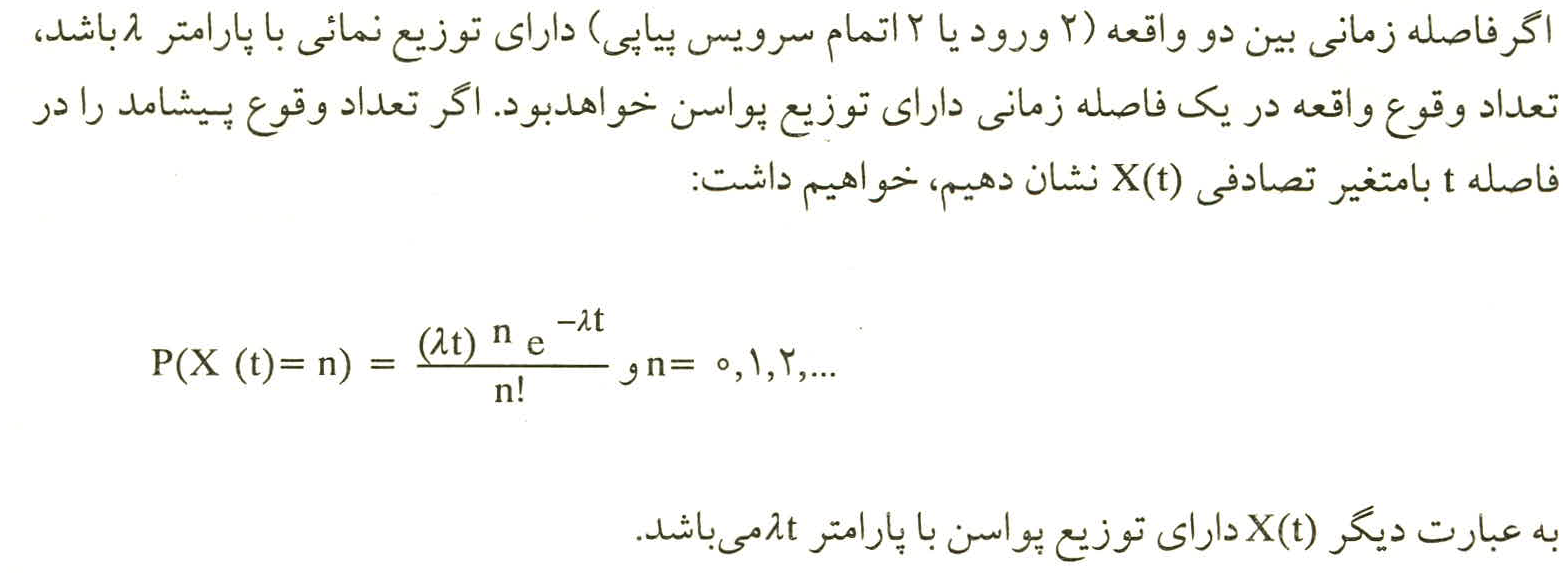 اگر فاصله زمانی بین دو واقعه (۲ ورود یا ۲ اتمام سرویس پیاپی) دارای توزیع نمائی با پارامتر λ باشد،
تعداد وقوع واقعه در یک فاصله زمانی دارای توزیع پواسن خواهدبود. اگر تعداد وقوع پیشامد را در
فاصله t بامتغیر تصادفی X(t) نشان دهیم، خواهیم داشت:
P(X (t)= n) = \frac{(λt)^n e^{-λt}}{n!} و n= ۰,۱,۲,...
به عبارت دیگر X(t) دارای توزیع پواسن با پارامتر λt می‌باشد.